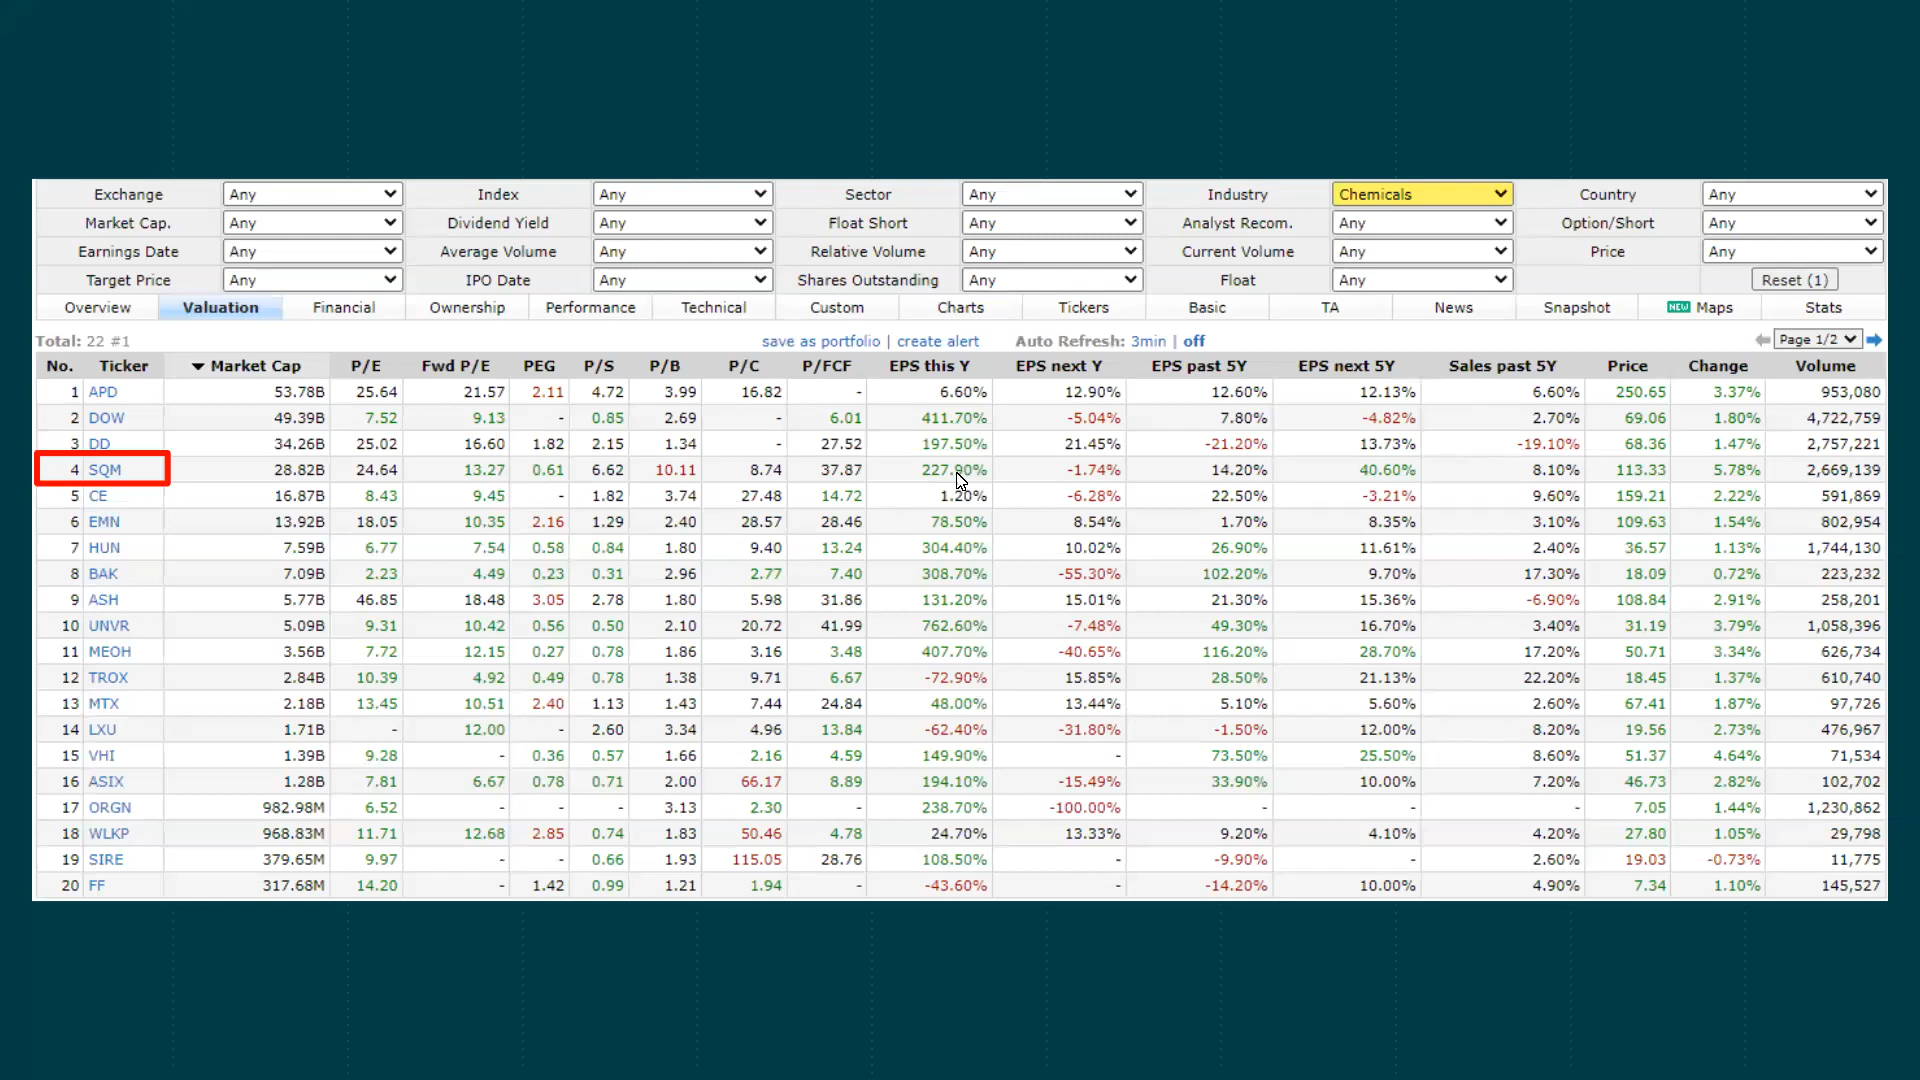 Exchange Any Index Any Sector Any Industry Chemicals Country Any
Market Cap. Any Dividend Yield Any Float Short Any Analyst Recom. Any Option/Short Any
Earnings Date Any Average Volume Any Relative Volume Any Current Volume Any Price Any
Target Price Any IPO Date Any Shares Outstanding Any Float Any Reset (1)
Overview Valuation Financial Ownership Performance Technical Custom Charts Tickers Basic TA News Snapshot NEW Maps Stats
Total: 22 #1 save as portfolio | create alert Auto Refresh: 3min | off Page 1/2
No. Ticker Market Cap P/E Fwd P/E PEG P/S P/B P/C P/FCF EPS this Y EPS next Y EPS past 5Y EPS next 5Y Sales past 5Y Price Change Volume
1 APD 53.78B 25.64 21.57 2.11 4.72 3.99 16.82 - 6.60% 12.90% 12.60% 12.13% 6.60% 250.65 3.37% 953,080
2 DOW 49.39B 7.52 9.13 - 0.85 2.69 - 6.01 411.70% -5.04% 7.80% -4.82% 2.70% 69.06 1.80% 4,722,759
3 DD 34.26B 25.02 16.60 1.82 2.15 1.34 - 27.52 197.50% 21.45% -21.20% 13.73% -19.10% 68.36 1.47% 2,757,221
4 SQM 28.82B 24.64 13.27 0.61 6.62 10.11 8.74 37.87 227.90% -1.74% 14.20% 40.60% 8.10% 113.33 5.78% 2,669,139
5 CE 16.87B 8.43 9.45 - 1.82 3.74 27.48 14.72 1.20% -6.28% 22.50% -3.21% 9.60% 159.21 2.22% 591,869
6 EMN 13.92B 18.05 10.35 2.16 1.29 2.40 28.57 28.46 78.50% 8.54% 1.70% 8.35% 3.10% 109.63 1.54% 802,954
7 HUN 7.59B 6.77 7.54 0.58 0.84 1.80 9.40 13.24 304.40% 10.02% 26.90% 11.61% 2.40% 36.57 1.13% 1,744,130
8 BAK 7.09B 2.23 4.49 0.23 0.31 2.96 2.77 7.40 308.70% -55.30% 102.20% 9.70% 17.30% 18.09 0.72% 223,232
9 ASH 5.77B 46.85 18.48 3.05 2.78 1.80 5.98 31.86 131.20% 15.01% 21.30% 15.36% -6.90% 108.84 2.91% 258,201
10 UNVR 5.09B 9.31 10.42 0.56 0.50 2.10 20.72 41.99 762.60% -7.48% 49.30% 16.70% 3.40% 31.19 3.79% 1,058,396
11 MEOH 3.56B 7.72 12.15 0.27 0.78 1.86 3.16 3.48 407.70% -40.65% 116.20% 28.70% 17.20% 50.71 3.34% 626,734
12 TROX 2.84B 10.39 4.92 0.49 0.78 1.38 9.71 6.67 -72.90% 15.85% 28.50% 21.13% 22.20% 18.45 1.37% 610,740
13 MTX 2.18B 13.45 10.51 2.40 1.13 1.43 7.44 24.84 48.00% 13.44% 5.10% 5.60% 2.60% 67.41 1.87% 97,726
14 LXU 1.71B - 12.00 - 2.60 3.34 4.96 13.84 -62.40% -31.80% -1.50% 12.00% 8.20% 19.56 2.73% 476,967
15 VHI 1.39B 9.28 - 0.36 0.57 1.66 2.16 4.59 149.90% - 73.50% 25.50% 8.60% 51.37 4.64% 71,534
16 ASIX 1.28B 7.81 6.67 0.78 0.71 2.00 66.17 8.89 194.10% -15.49% 33.90% 10.00% 7.20% 46.73 2.82% 102,702
17 ORGN 982.98M 6.52 - - - 3.13 2.30 - 238.70% -100.00% - - - 7.05 1.44% 1,230,862
18 WLKP 968.83M 11.71 12.68 2.85 0.74 1.83 50.46 4.78 24.70% 13.33% 9.20% 4.10% 4.20% 27.80 1.05% 29,798
19 SIRE 379.65M 9.97 - - 0.66 1.93 115.05 28.76 108.50% - -9.90% - 2.60% 19.03 -0.73% 11,775
20 FF 317.68M 14.20 - 1.42 0.99 1.21 1.94 - -43.60% - -14.20% 10.00% 4.90% 7.34 1.10% 145,527